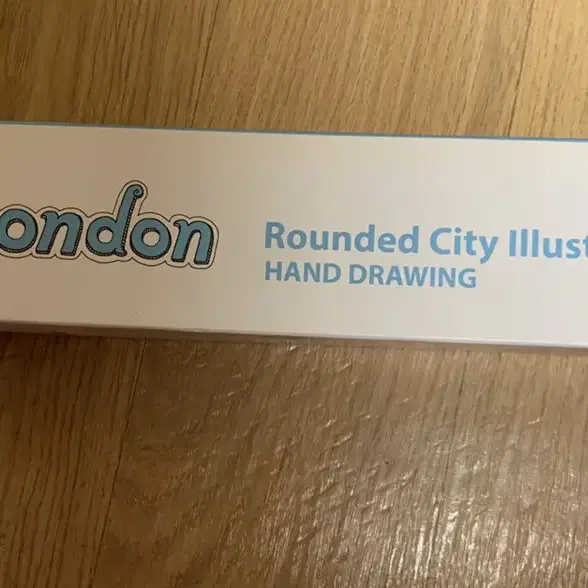 ondon
Rounded City Illust
HAND DRAWING